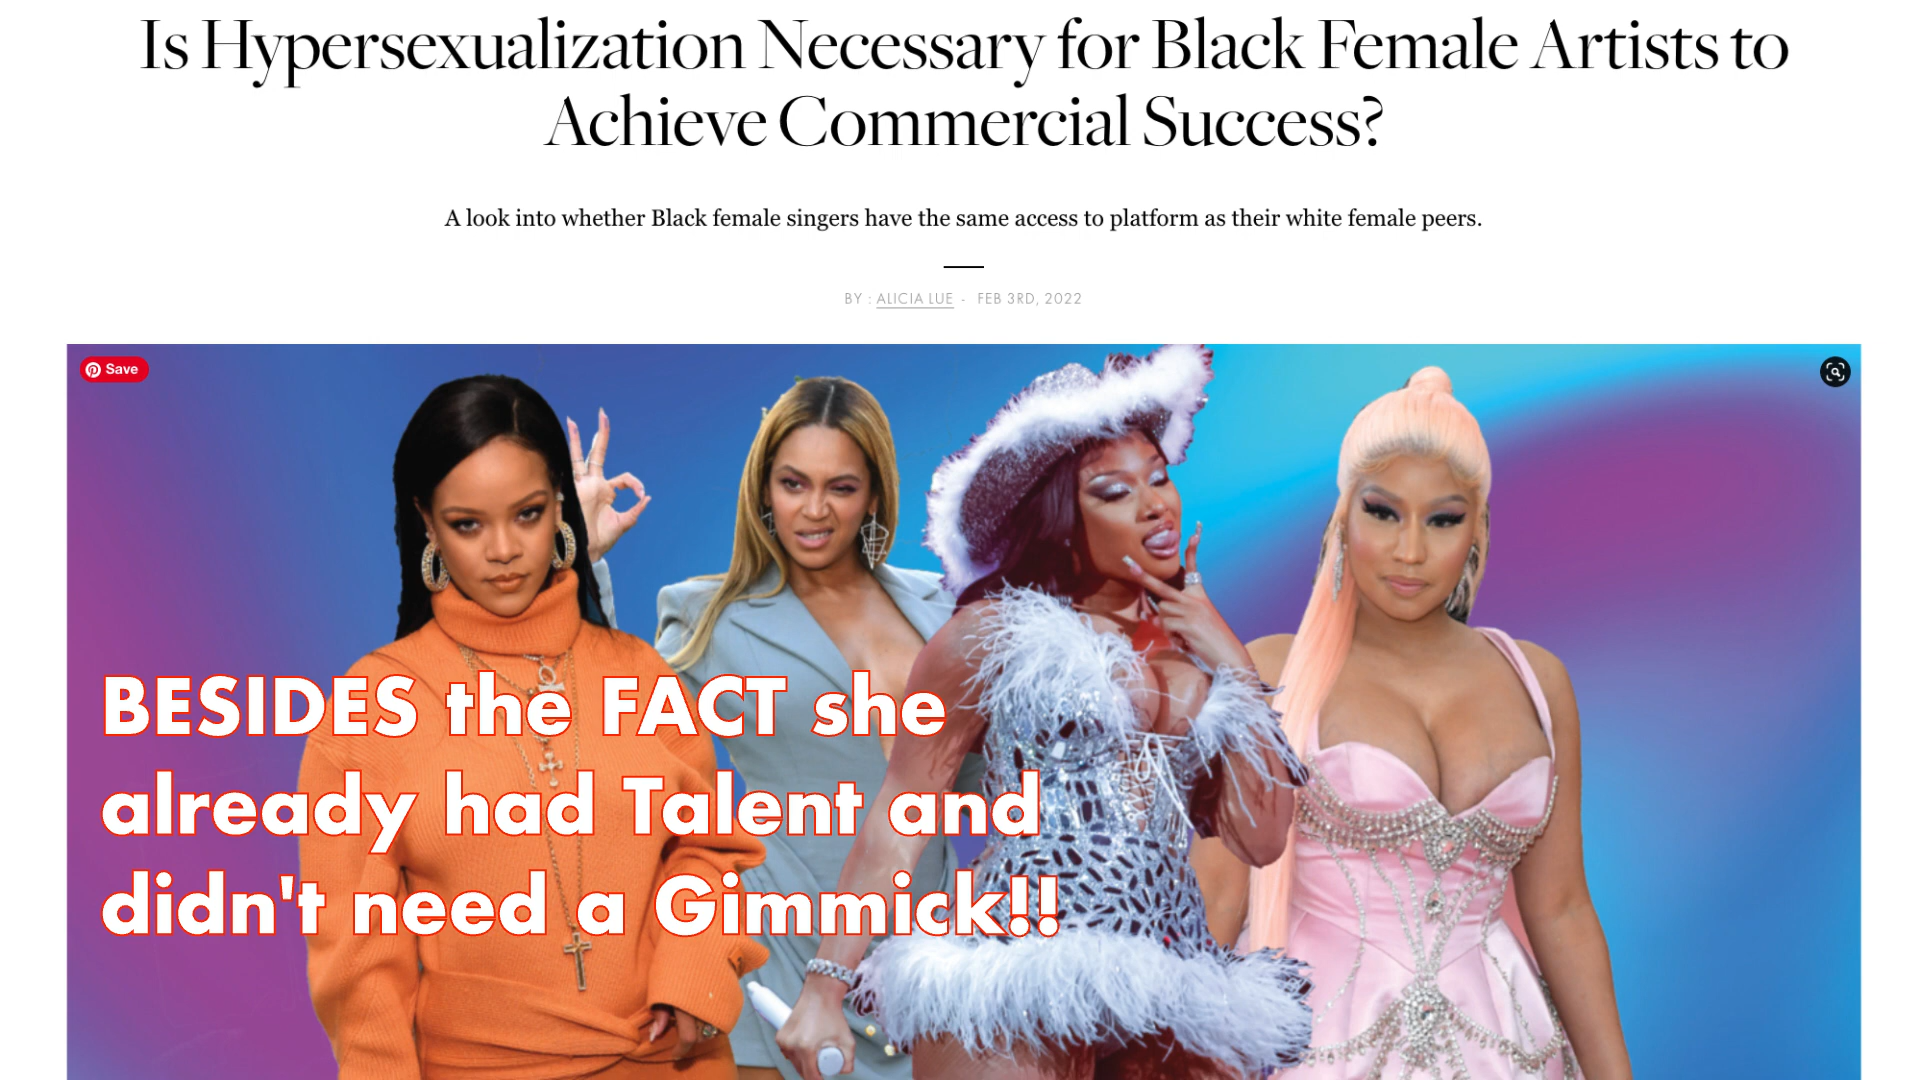 Is Hypersexualization Necessary for Black Female Artists to
Achieve Commercial Success?
A look into whether Black female singers have the same access to platform as their white female peers.
BY : ALICIA LUE - FEB 3RD, 2022
Save
BESIDES the FACT she
already had Talent and
didn't need a Gimmick!!